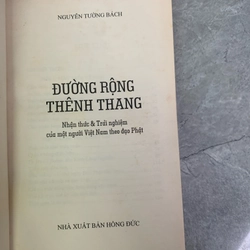 NGUYỄN TƯỜNG BÁCH
ĐƯỜNG RỘNG
THÊNH THANG
Nhận thức & Trải nghiệm
của một người Việt Nam theo đạo Phật
NHÀ XUẤT BẢN HỒNG ĐỨC